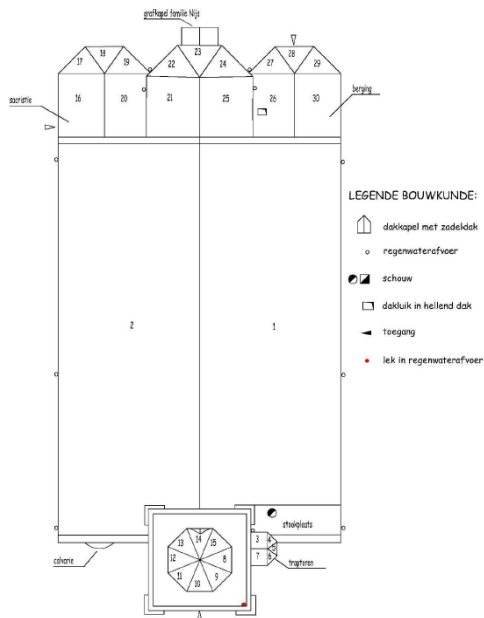 grafkapel familie Nijs
18
23
28
17
19
22
24
27
29
sacristie
berging
16
20
21
25
26
30
LEGENDE BOUWKUNDE:
dakkapel met zadeldak
regenwaterafvoer
schouw
dakluik in hellend dak
toegang
lek in regenwaterafvoer
2
1
stookplaats
13
14
15
3
4
12
8
7
6
11
10
9
calvarie
traptoren